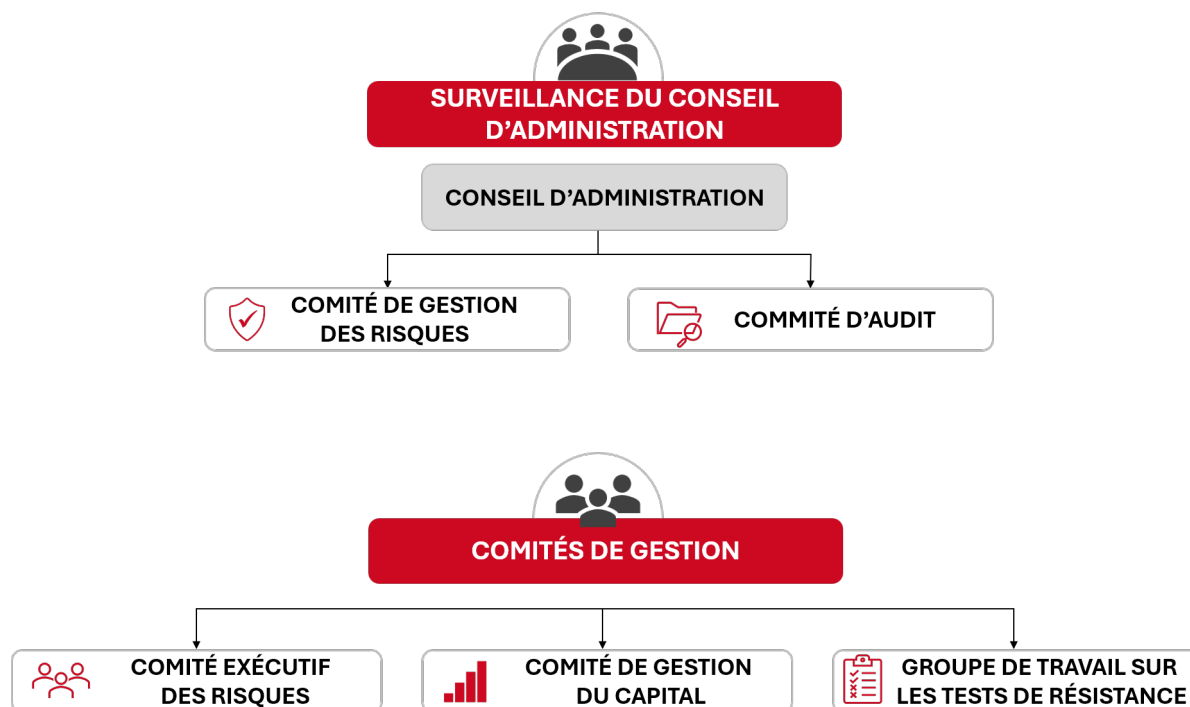 SURVEILLANCE DU CONSEIL
D’ADMINISTRATION
CONSEIL D’ADMINISTRATION
COMITÉ DE GESTION
DES RISQUES
COMMITÉ D’AUDIT
COMITÉS DE GESTION
COMITÉ EXÉCUTIF
DES RISQUES
COMITÉ DE GESTION
DU CAPITAL
GROUPE DE TRAVAIL SUR
LES TESTS DE RÉSISTANCE